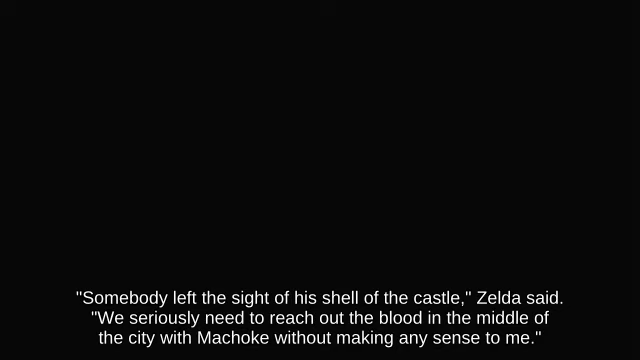 "Somebody left the sight of his shell of the castle," Zelda said.
"We seriously need to reach out the blood in the middle of
the city with Machoke without making any sense to me."